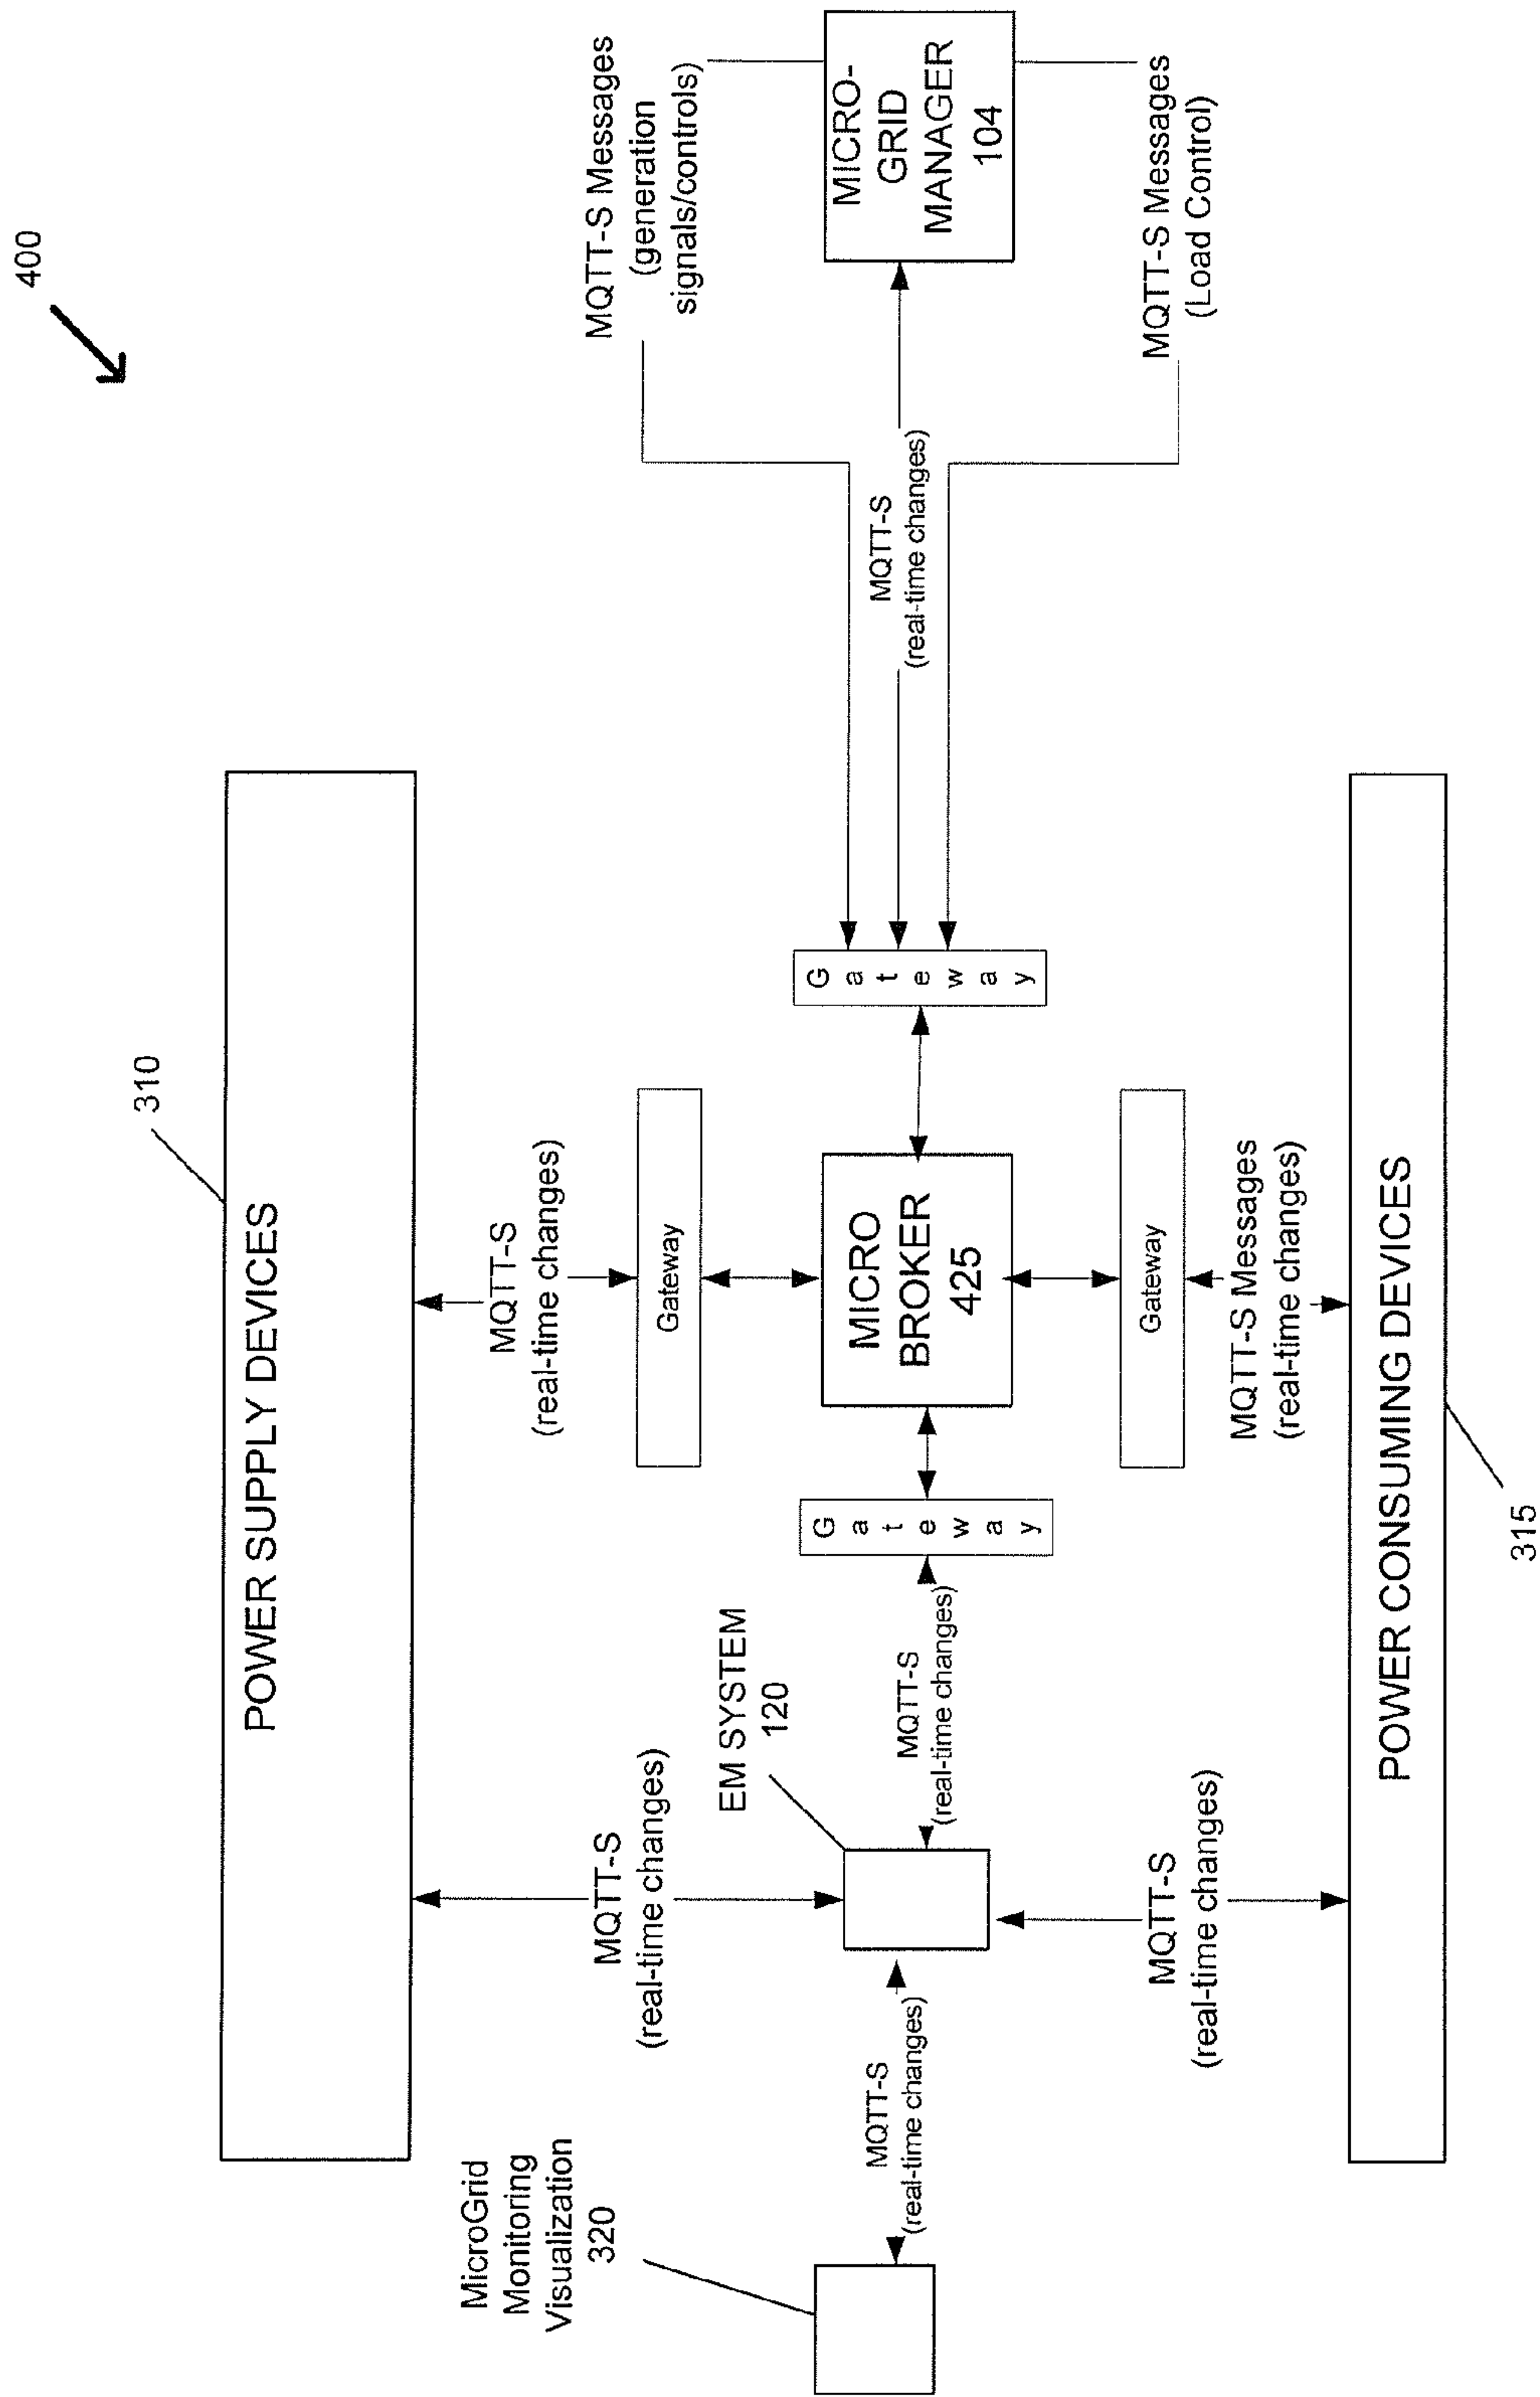 400
310
POWER SUPPLY DEVICES
MicroGrid
Monitoring
Visualization
320
MQTT-S
(real-time changes)
MQTT-S
(real-time changes)
EM SYSTEM
120
MQTT-S
(real-time changes)
MQTT-S
(real-time changes)
Gateway
Gateway
MICRO
BROKER
425
Gateway
Gateway
MQTT-S Messages
(generation
signals/controls)
MQTT-S
(real-time changes)
MICRO-
GRID
MANAGER
104
MQTT-S Messages
(Load Control)
MQTT-S
(real-time changes)
MQTT-S Messages
(real-time changes)
POWER CONSUMING DEVICES
315